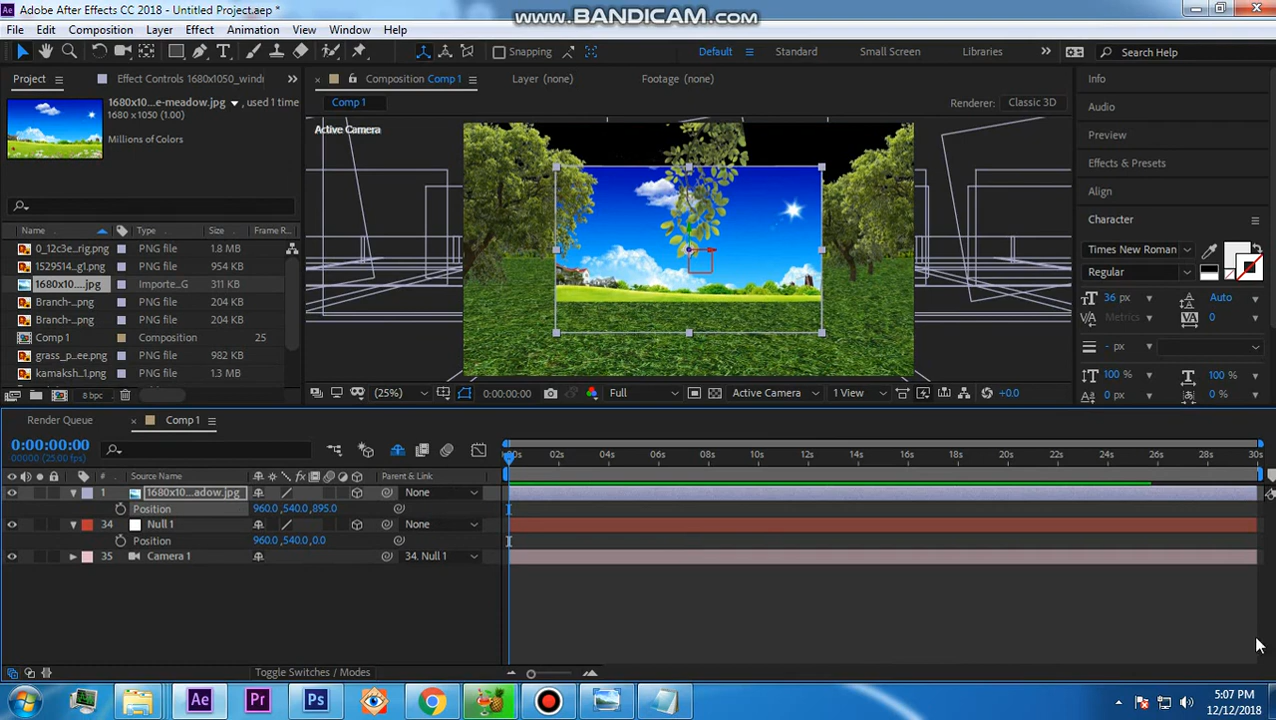 Adobe After Effects CC 2018 - Untitled Project.aep *
www.BANDICAM.com
File Edit Composition Layer Effect Animation View Window Help
Snapping
Default
Standard
Small Screen
Libraries
Search Help
Project
Effect Controls 1680x1050_wind
Composition Comp 1
Layer (none)
Footage (none)
Info
1680x10...e-meadow.jpg , used 1 time
1680 x 1050 (1.00)
Millions of Colors
Comp 1
Renderer:
Classic 3D
Active Camera
Audio
Preview
Effects & Presets
Align
Character
Name Type Size Frame R...
0_12c3e...rig.png PNG file 1.8 MB
1529514...g1.png PNG file 954 KB
1680x10....jpg Importe_G 311 KB
Branch-...png PNG file 204 KB
Branch-...png PNG file 204 KB
Comp 1 Composition 25
grass_p...ee.png PNG file 982 KB
kamaksh...1.png PNG file 1.3 MB
8 bpc
Times New Roman
Regular
36 px
Auto
Metrics
0
- px
100 %
100 %
0 px
0 %
(25%)
0:00:00:00
Full
Active Camera
1 View
+0.0
Render Queue
Comp 1
0:00:00:00
00000 (25.00 fps)
02s 04s 06s 08s 10s 12s 14s 16s 18s 20s 22s 24s 26s 28s 30s
# Source Name
Parent & Link
1 1680x10...adow.jpg None
Position 960.0,540.0,895.0
34 Null 1 None
Position 960.0,540.0,0.0
35 Camera 1 34. Null 1
Toggle Switches / Modes
Ae Pr Ps
5:07 PM
12/12/2018